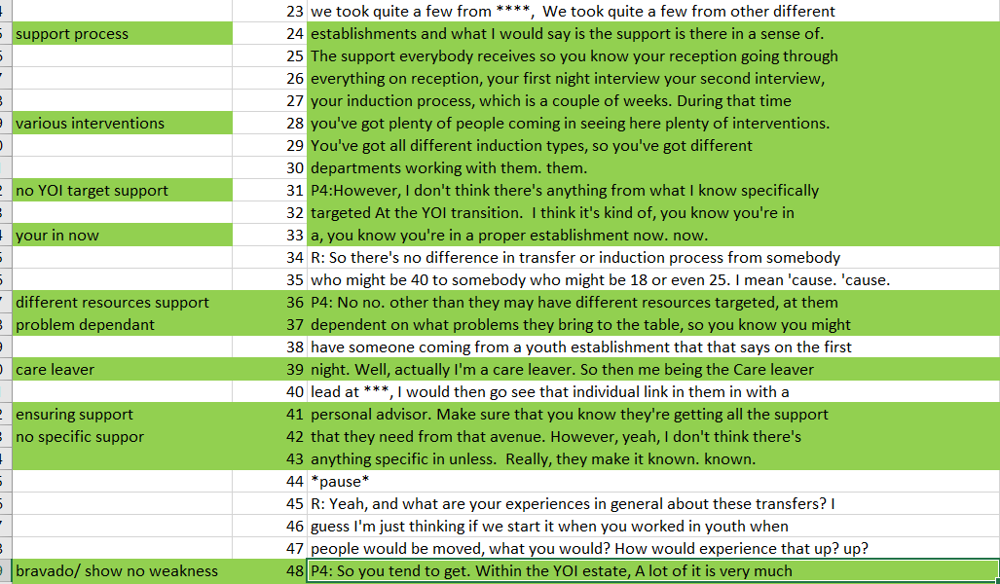 23 we took quite a few from ****, We took quite a few from other different
support process 24 establishments and what I would say is the support is there in a sense of.
25 The support everybody receives so you know your reception going through
26 everything on reception, your first night interview your second interview,
27 your induction process, which is a couple of weeks. During that time
various interventions 28 you've got plenty of people coming in seeing here plenty of interventions.
29 You've got all different induction types, so you've got different
30 departments working with them. them.
no YOI target support 31 P4:However, I don't think there's anything from what I know specifically
32 targeted At the YOI transition. I think it's kind of, you know you're in
your in now 33 a, you know you're in a proper establishment now. now.
34 R: So there's no difference in transfer or induction process from somebody
35 who might be 40 to somebody who might be 18 or even 25. I mean 'cause. 'cause.
different resources support 36 P4: No no. other than they may have different resources targeted, at them
problem dependant 37 dependent on what problems they bring to the table, so you know you might
38 have someone coming from a youth establishment that that says on the first
care leaver 39 night. Well, actually I'm a care leaver. So then me being the Care leaver
40 lead at ***, I would then go see that individual link in them in with a
ensuring support 41 personal advisor. Make sure that you know they're getting all the support
no specific suppor 42 that they need from that avenue. However, yeah, I don't think there's
43 anything specific in unless. Really, they make it known. known.
44 *pause*
45 R: Yeah, and what are your experiences in general about these transfers? I
46 guess I'm just thinking if we start it when you worked in youth when
47 people would be moved, what you would? How would experience that up? up?
bravado/ show no weakness 48 P4: So you tend to get. Within the YOI estate, A lot of it is very much